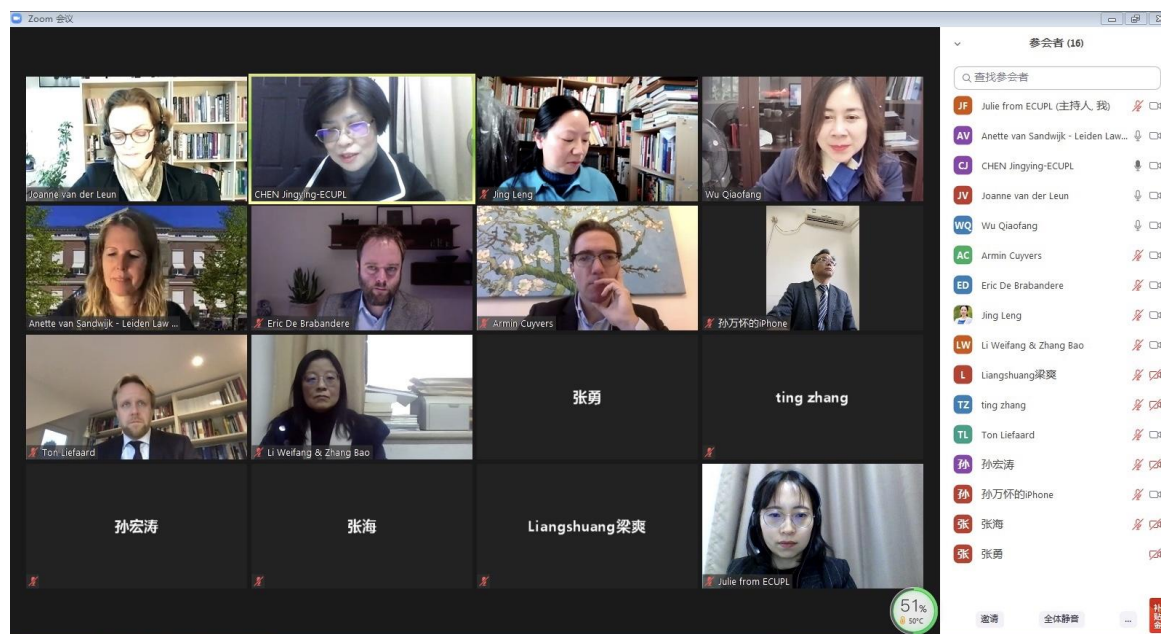 Zoom 会议
Joanne van der Leun
CHEN Jingying-ECUPL
Jing Leng
Wu Qiaofang
Anette van Sandwijk - Leiden Law ...
Eric De Brabandere
Armin Cuyvers
孙万怀的iPhone
Ton Liefaard
Li Weifang & Zhang Bao
张勇
ting zhang
孙宏涛
张海
Liangshuang梁爽
Julie from ECUPL
51%
50°C
参会者 (16)
查找参会者
JF Julie from ECUPL (主持人, 我)
AV Anette van Sandwijk - Leiden Law...
CJ CHEN Jingying-ECUPL
JV Joanne van der Leun
WQ Wu Qiaofang
AC Armin Cuyvers
ED Eric De Brabandere
Jing Leng
LW Li Weifang & Zhang Bao
L Liangshuang梁爽
TZ ting zhang
TL Ton Liefaard
孙 孙宏涛
孙 孙万怀的iPhone
张 张海
张 张勇
邀请 全体静音 ...